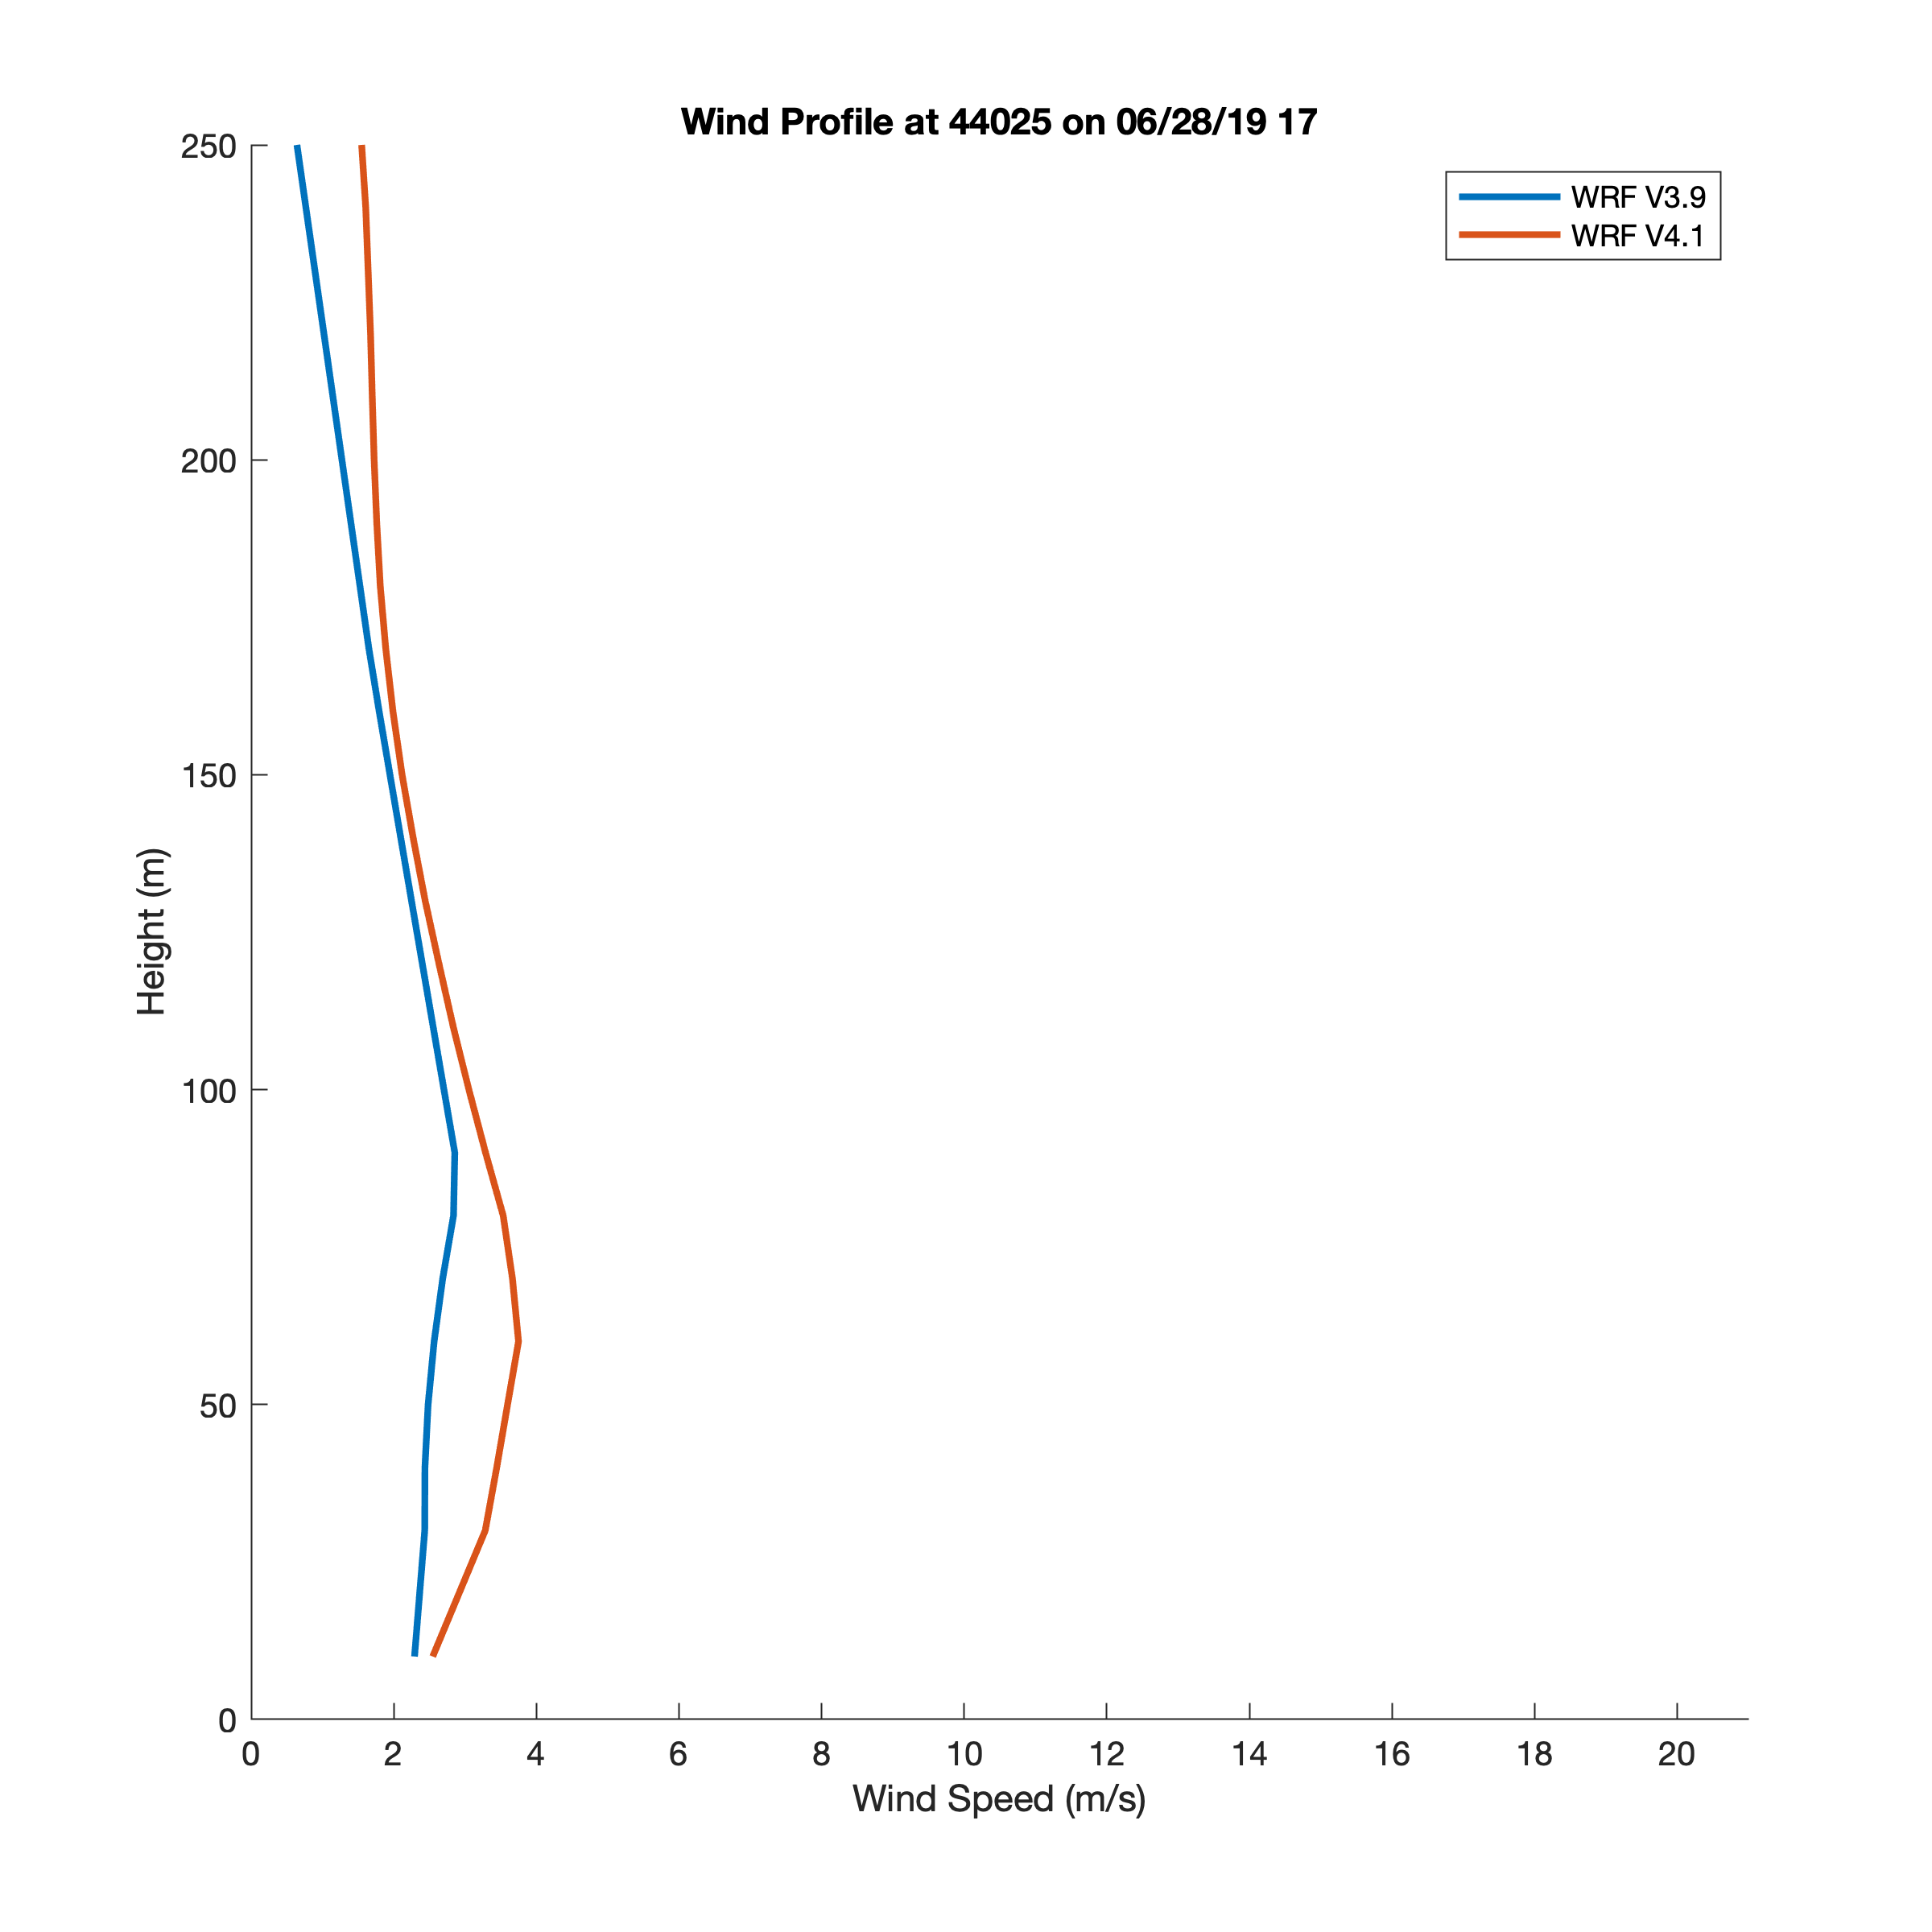 Wind Profile at 44025 on 06/28/19 17
WRF V3.9
WRF V4.1
250
200
150
100
50
0
Height (m)
0 2 4 6 8 10 12 14 16 18 20
Wind Speed (m/s)